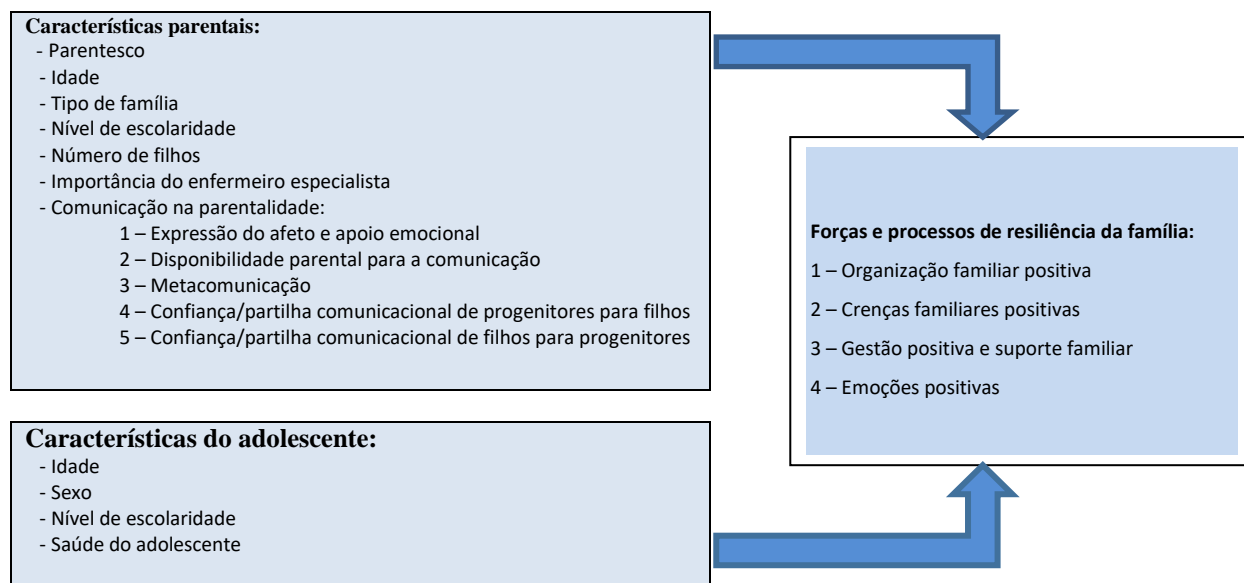 Características parentais:
- Parentesco
- Idade
- Tipo de família
- Nível de escolaridade
- Número de filhos
- Importância do enfermeiro especialista
- Comunicação na parentalidade:
1 – Expressão do afeto e apoio emocional
2 – Disponibilidade parental para a comunicação
3 – Metacomunicação
4 – Confiança/partilha comunicacional de progenitores para filhos
5 – Confiança/partilha comunicacional de filhos para progenitores
Forças e processos de resiliência da família:
1 – Organização familiar positiva
2 – Crenças familiares positivas
3 – Gestão positiva e suporte familiar
4 – Emoções positivas
Características do adolescente:
- Idade
- Sexo
- Nível de escolaridade
- Saúde do adolescente